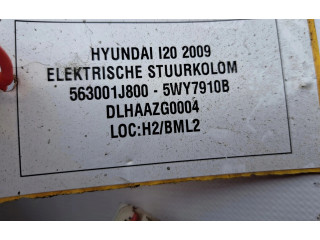 HYUNDAI I20 2009
ELEKTRISCHE STUURKOLOM
563001J800 - 5WY7910B
DLHAAZG0004
LOC:H2/BML2